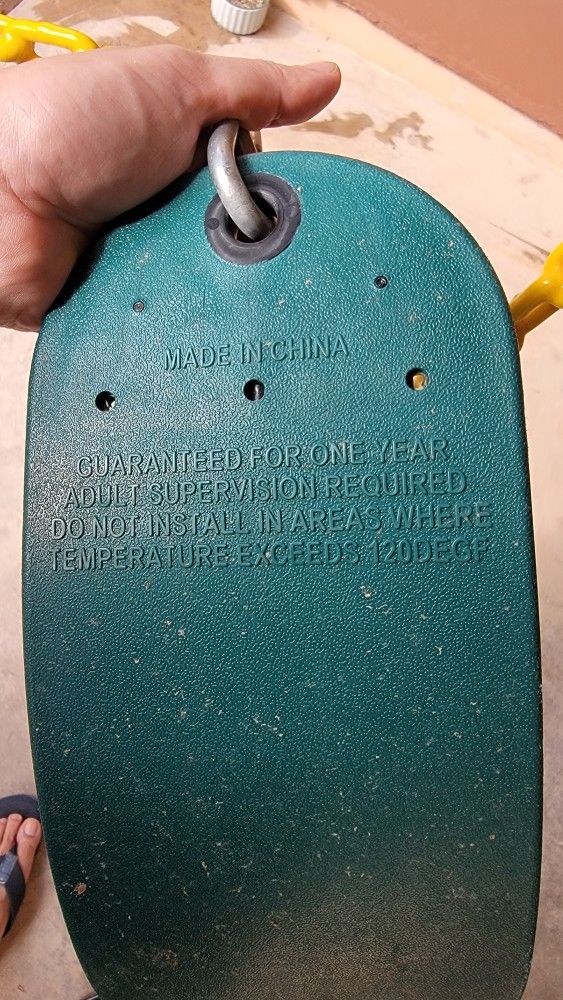 MADE IN CHINA
GUARANTEED FOR ONE YEAR
ADULT SUPERVISION REQUIRED
DO NOT INSTALL IN AREAS WHERE
TEMPERATURE EXCEEDS 120DEGF